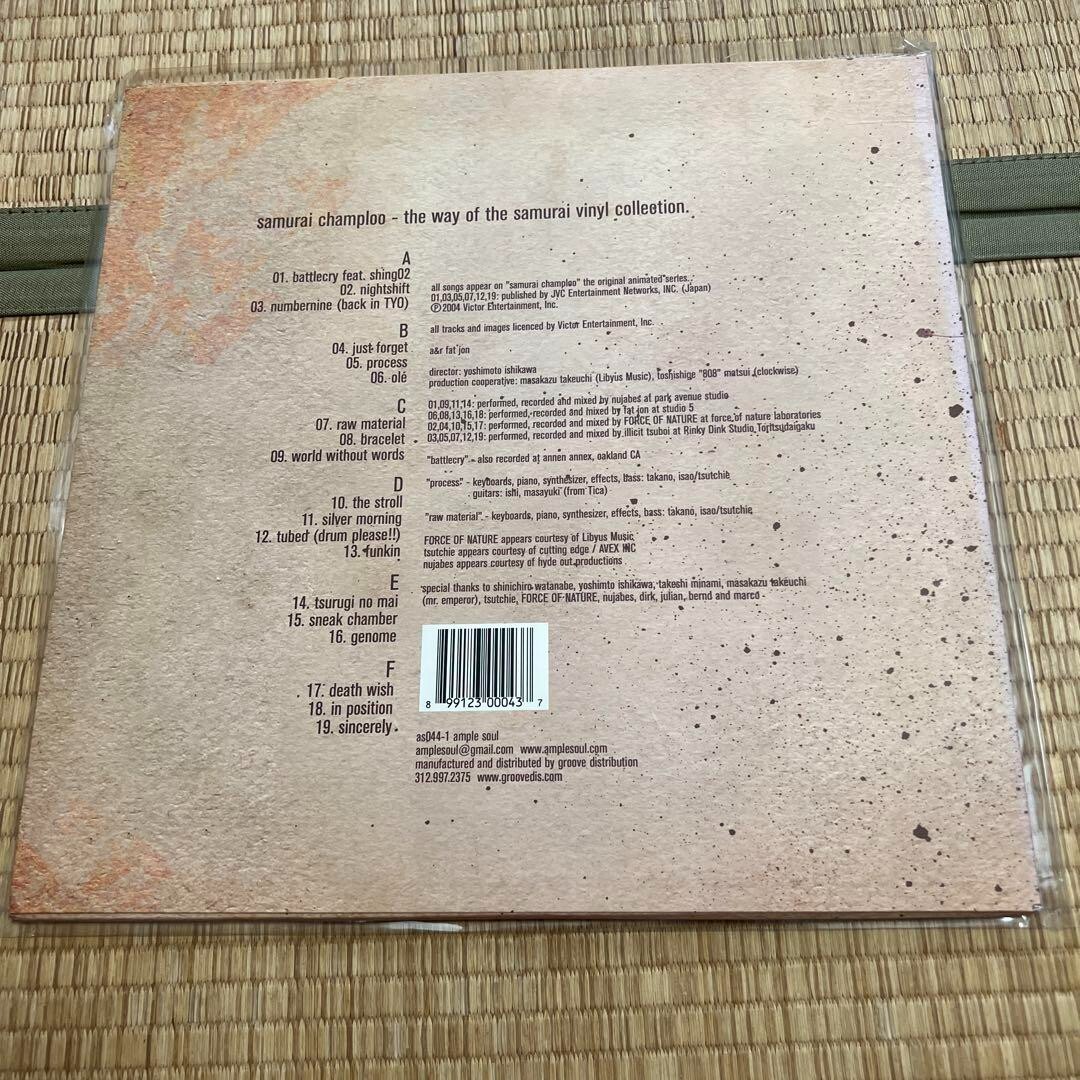 samurai champloo - the way of the samurai vinyl collection.
A
01. battlecry feat. shing02
02. nightshift
03. numbernine (back in TYO)
B
04. just forget
05. process
06. olé
C
07. raw material
08. bracelet
09. world without words
D
10. the stroll
11. silver morning
12. tubed (drum please!!)
13. funkin
E
14. tsurugi no mai
15. sneak chamber
16. genome
F
17. death wish
18. in position
19. sincerely
all songs appear on "samurai champloo" the original animated series.
01,03,05,07,12,19: published by JVC Entertainment Networks, INC. (Japan)
Ⓟ2004 Victor Entertainment, Inc.
all tracks and images licenced by Victor Entertainment, Inc.
a&r fat jon
director: yoshimoto ishikawa
production cooperative: masakazu takeuchi (Libyus Music), toshishige "808" matsui (clockwise)
01,09,11,14: performed, recorded and mixed by nujabes at park avenue studio
06,08,13,16,18: performed, recorded and mixed by fat jon at studio 5
02,04,10,15,17: performed, recorded and mixed by FORCE OF NATURE at force of nature laboratories
03,05,07,12,19: performed, recorded and mixed by illicit tsuboi at Rinky Dink Studio Toritsudaigaku
"battlecry" - also recorded at annen annex, oakland CA
"process" - keyboards, piano, synthesizer, effects, bass: takano, isao/tsutchie
guitars: ishi, masayuki (from Tica)
"raw material" - keyboards, piano, synthesizer, effects, bass: takano, isao/tsutchie
FORCE OF NATURE appears courtesy of Libyus Music
tsutchie appears courtesy of cutting edge / AVEX INC
nujabes appears courtesy of hyde out productions
special thanks to shinichiro watanabe, yoshimto ishikawa, takeshi minami, masakazu takeuchi
(mr. emperor), tsutchie, FORCE OF NATURE, nujabes, dirk, julian, bernd and marco
8 99123 00043 7
as044-1 ample soul
amplesoul@gmail.com www.amplesoul.com
manufactured and distributed by groove distribution
312.997.2375 www.groovedis.com